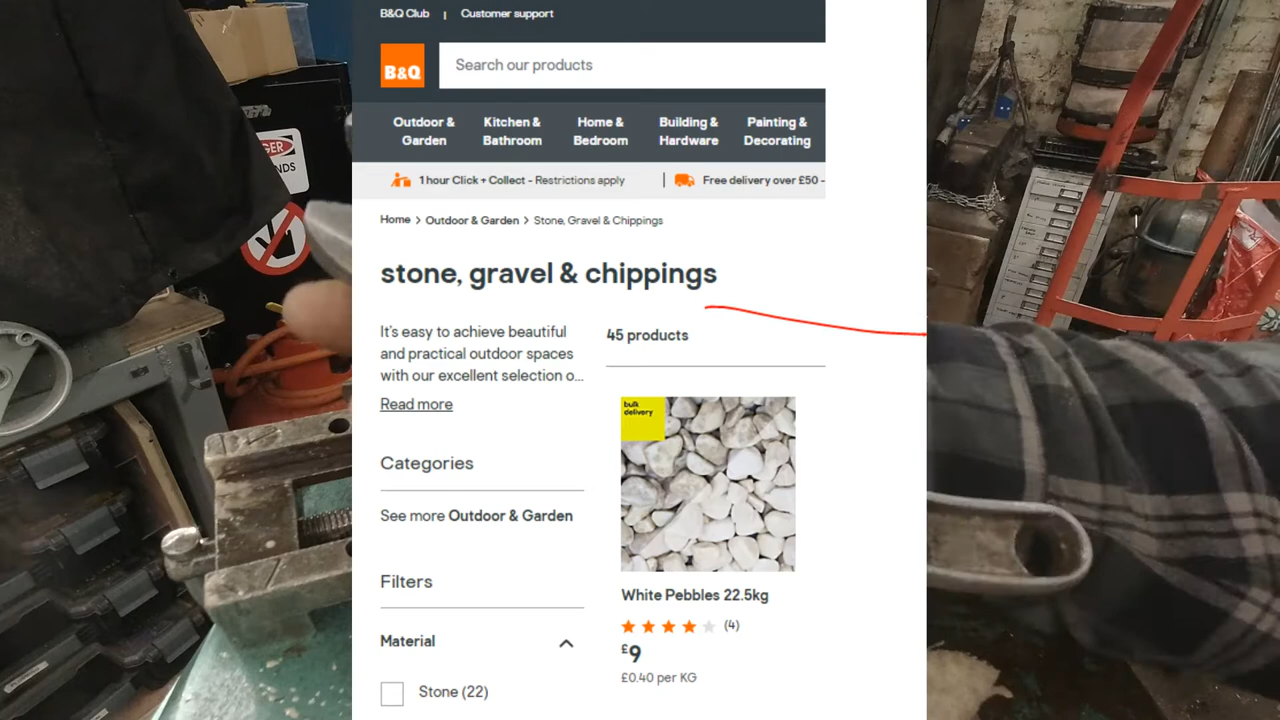 B&Q Club | Customer support
B&Q
Search our products
Outdoor & Garden
Kitchen & Bathroom
Home & Bedroom
Building & Hardware
Painting & Decorating
1 hour Click + Collect - Restrictions apply | Free delivery over £50 -
Home > Outdoor & Garden > Stone, Gravel & Chippings
stone, gravel & chippings
It's easy to achieve beautiful
and practical outdoor spaces
with our excellent selection o...
Read more
45 products
Categories
See more Outdoor & Garden
Filters
Material
Stone (22)
bulk
delivery
White Pebbles 22.5kg
(4)
£9
£0.40 per KG